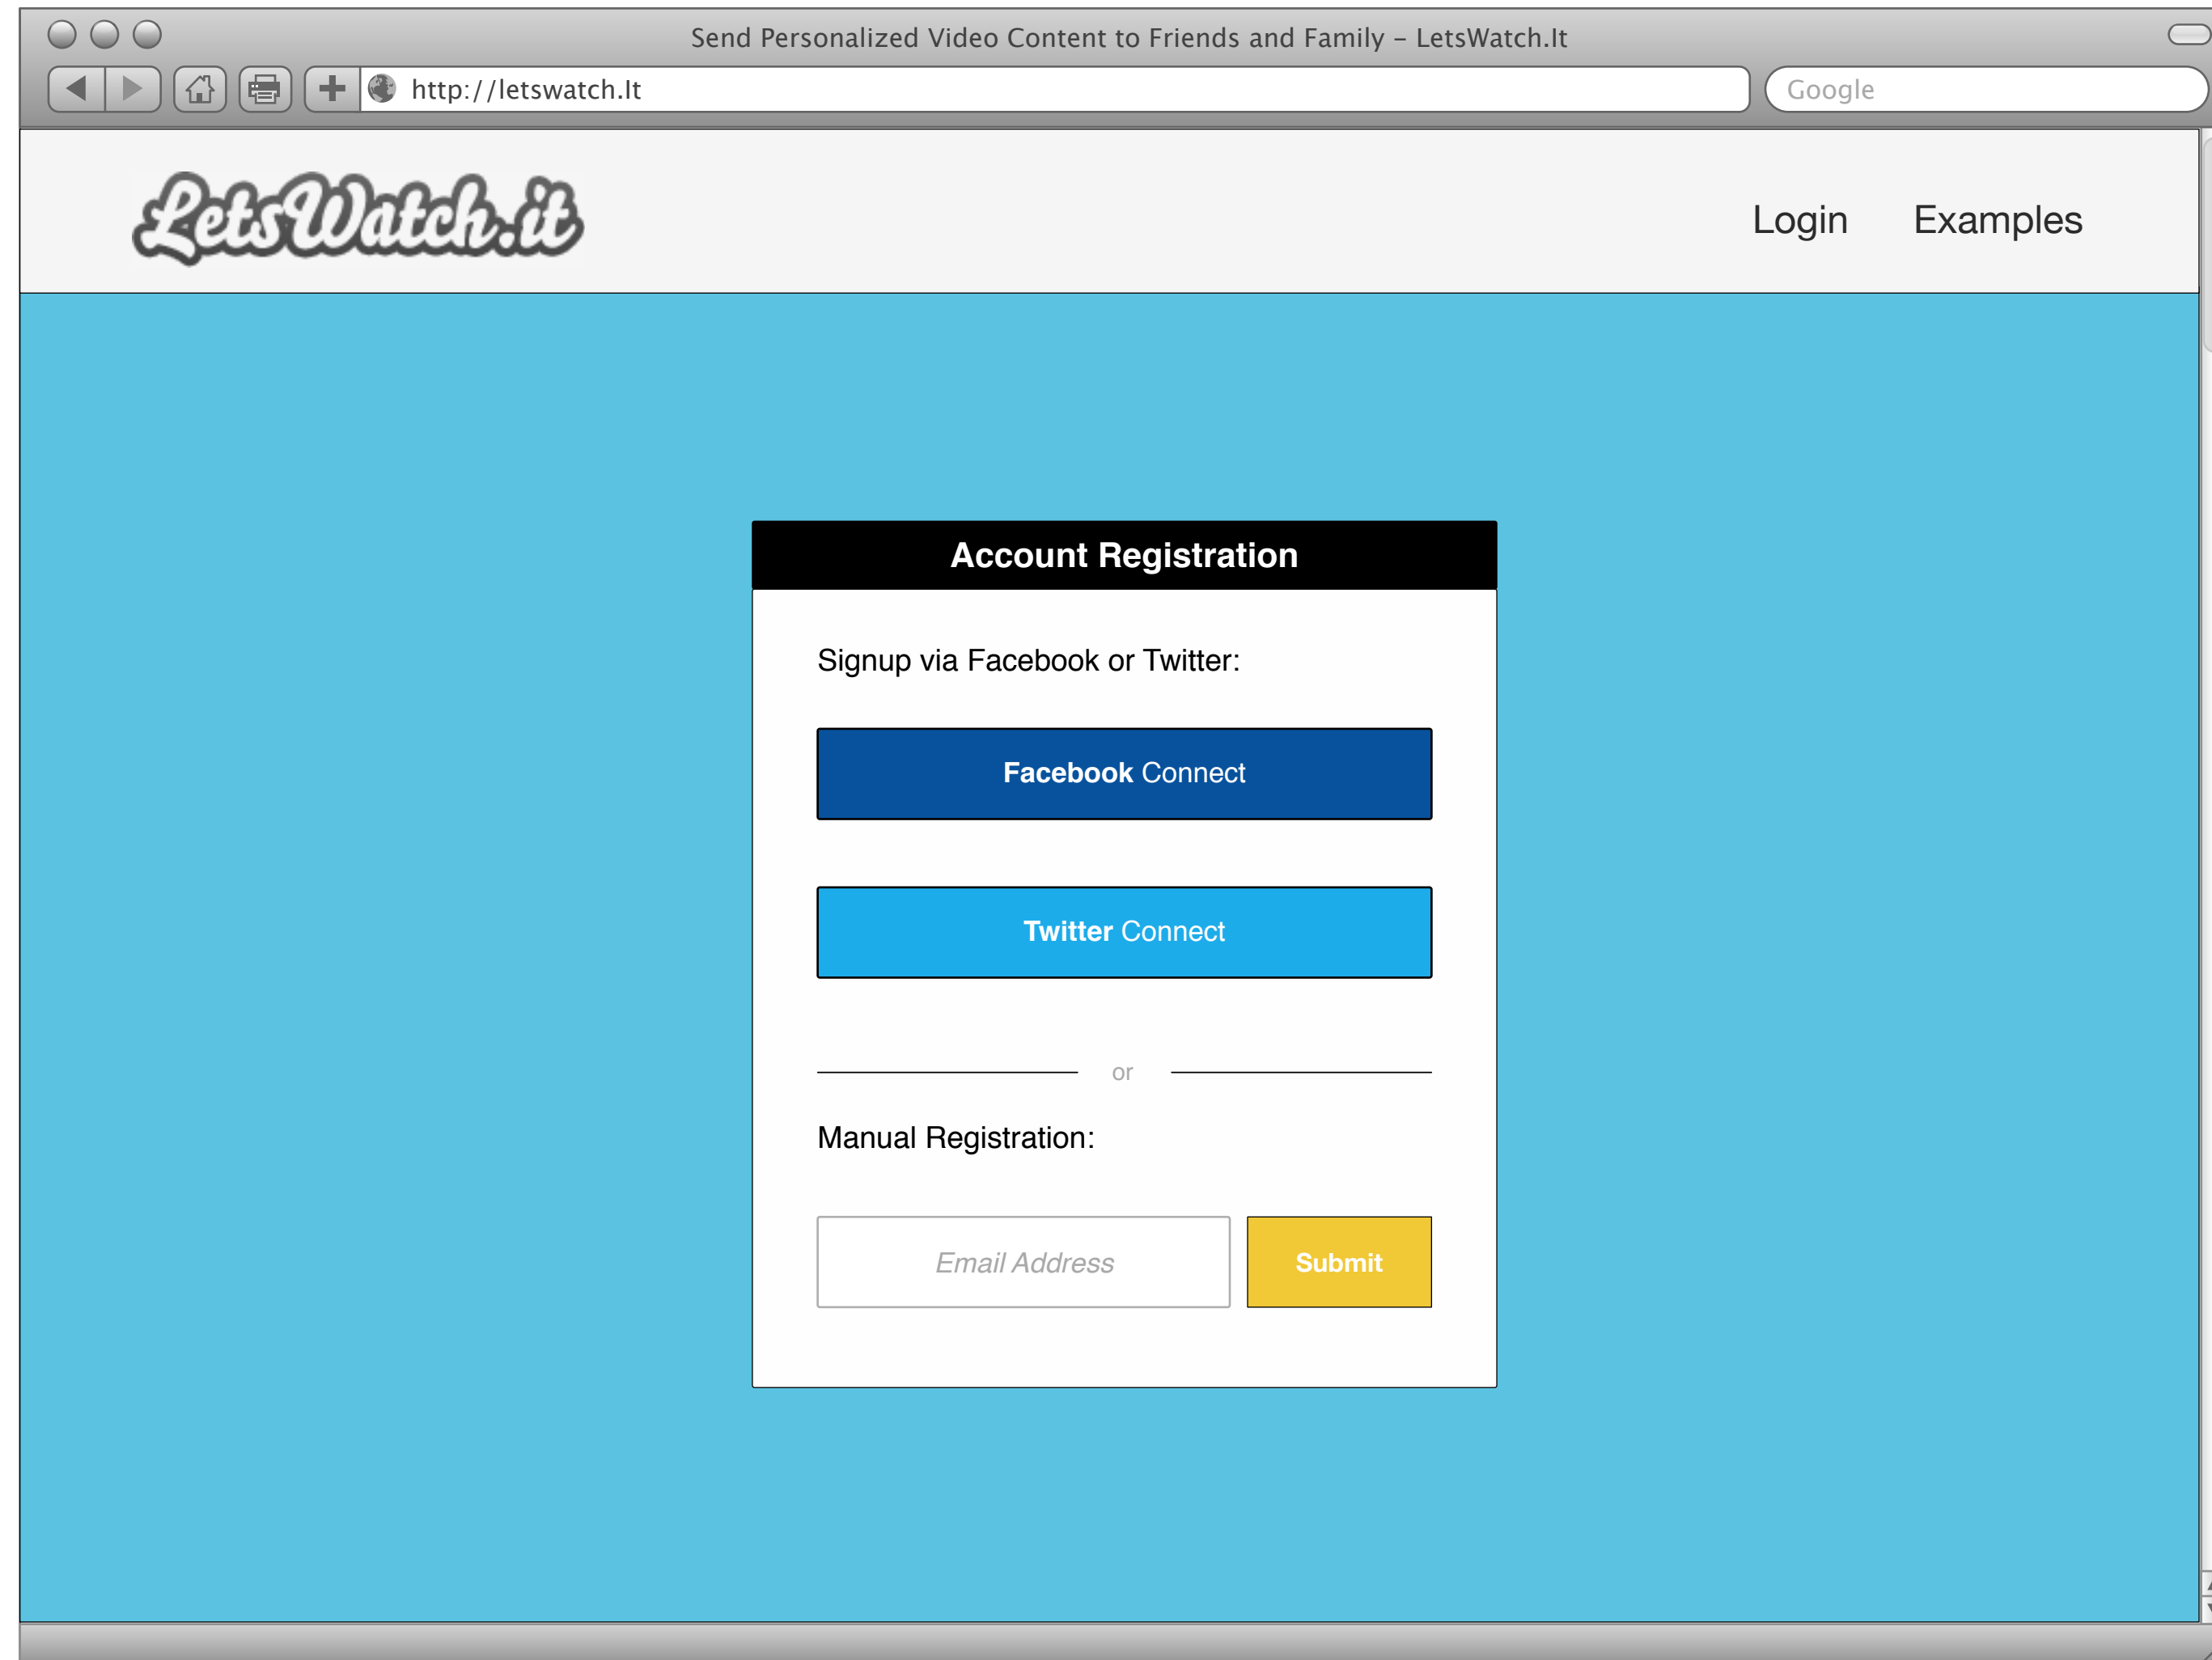 Send Personalized Video Content to Friends and Family – LetsWatch.It
http://letswatch.It
Google
LetsWatch.it
Login
Examples
Account Registration
Signup via Facebook or Twitter:
Facebook Connect
Twitter Connect
or
Manual Registration:
Email Address
Submit